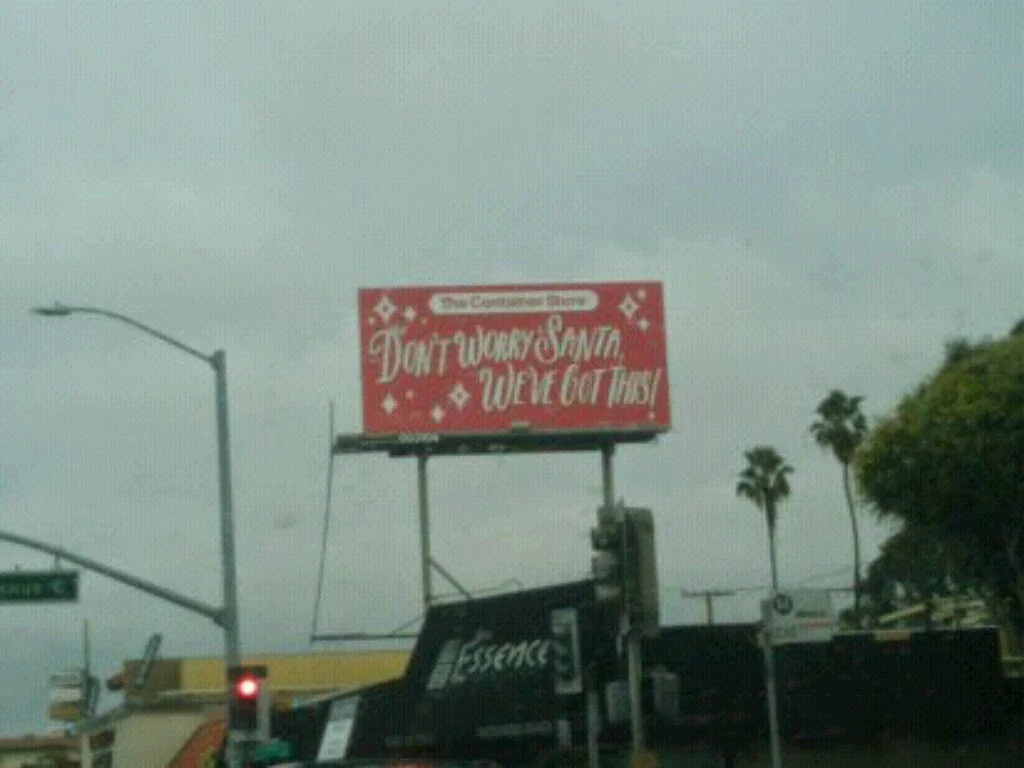 The Container Store
Don't Worry Santa,
We've Got This!
Essence